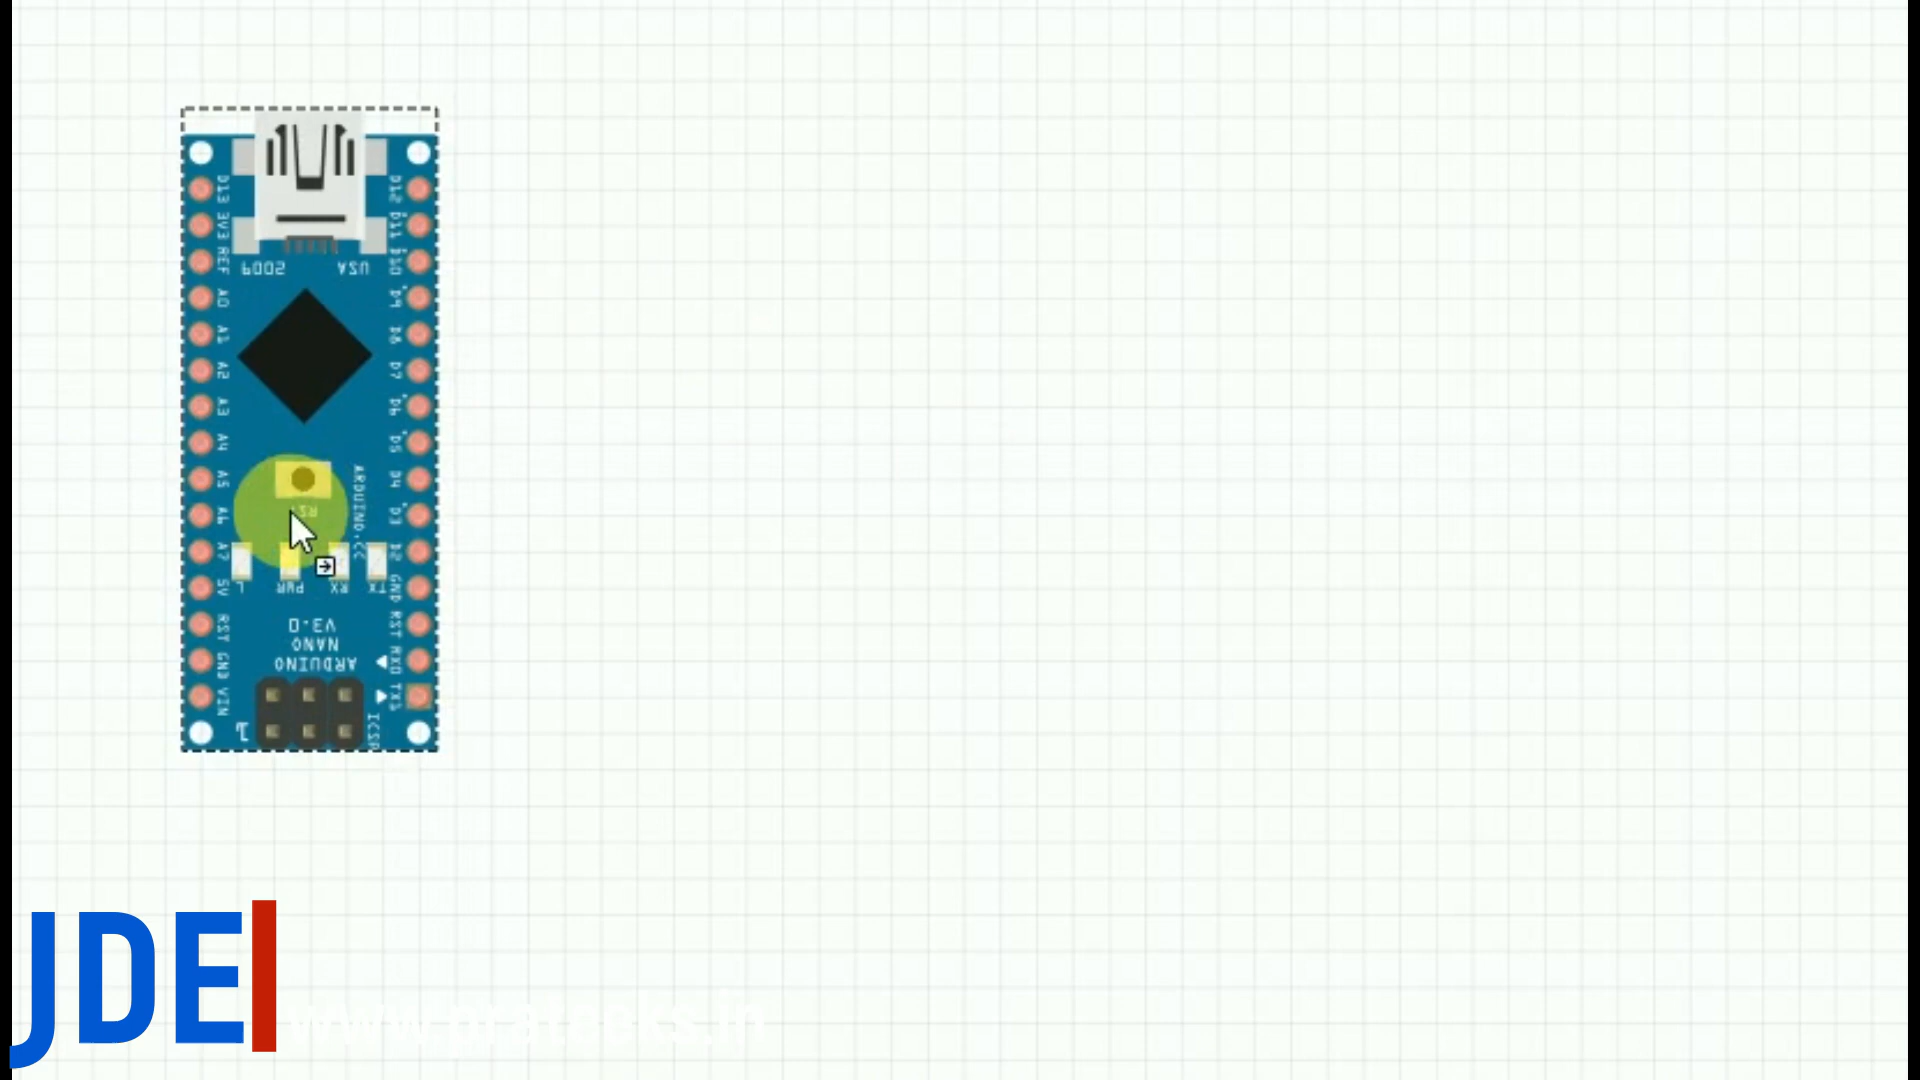 D13
3V3
REF
A0
A1
A2
A3
A4
A5
A6
A7
5V
RST
GND
VIN
D12
D11
D10
D9
D8
D7
D6
D5
D4
D3
D2
GND
RST
RX0
TX1
2009 USA
RST
ARDUINO.CC
L PWR RX TX
V3.0
NANO
ARDUINO
1
ICSP
JDE